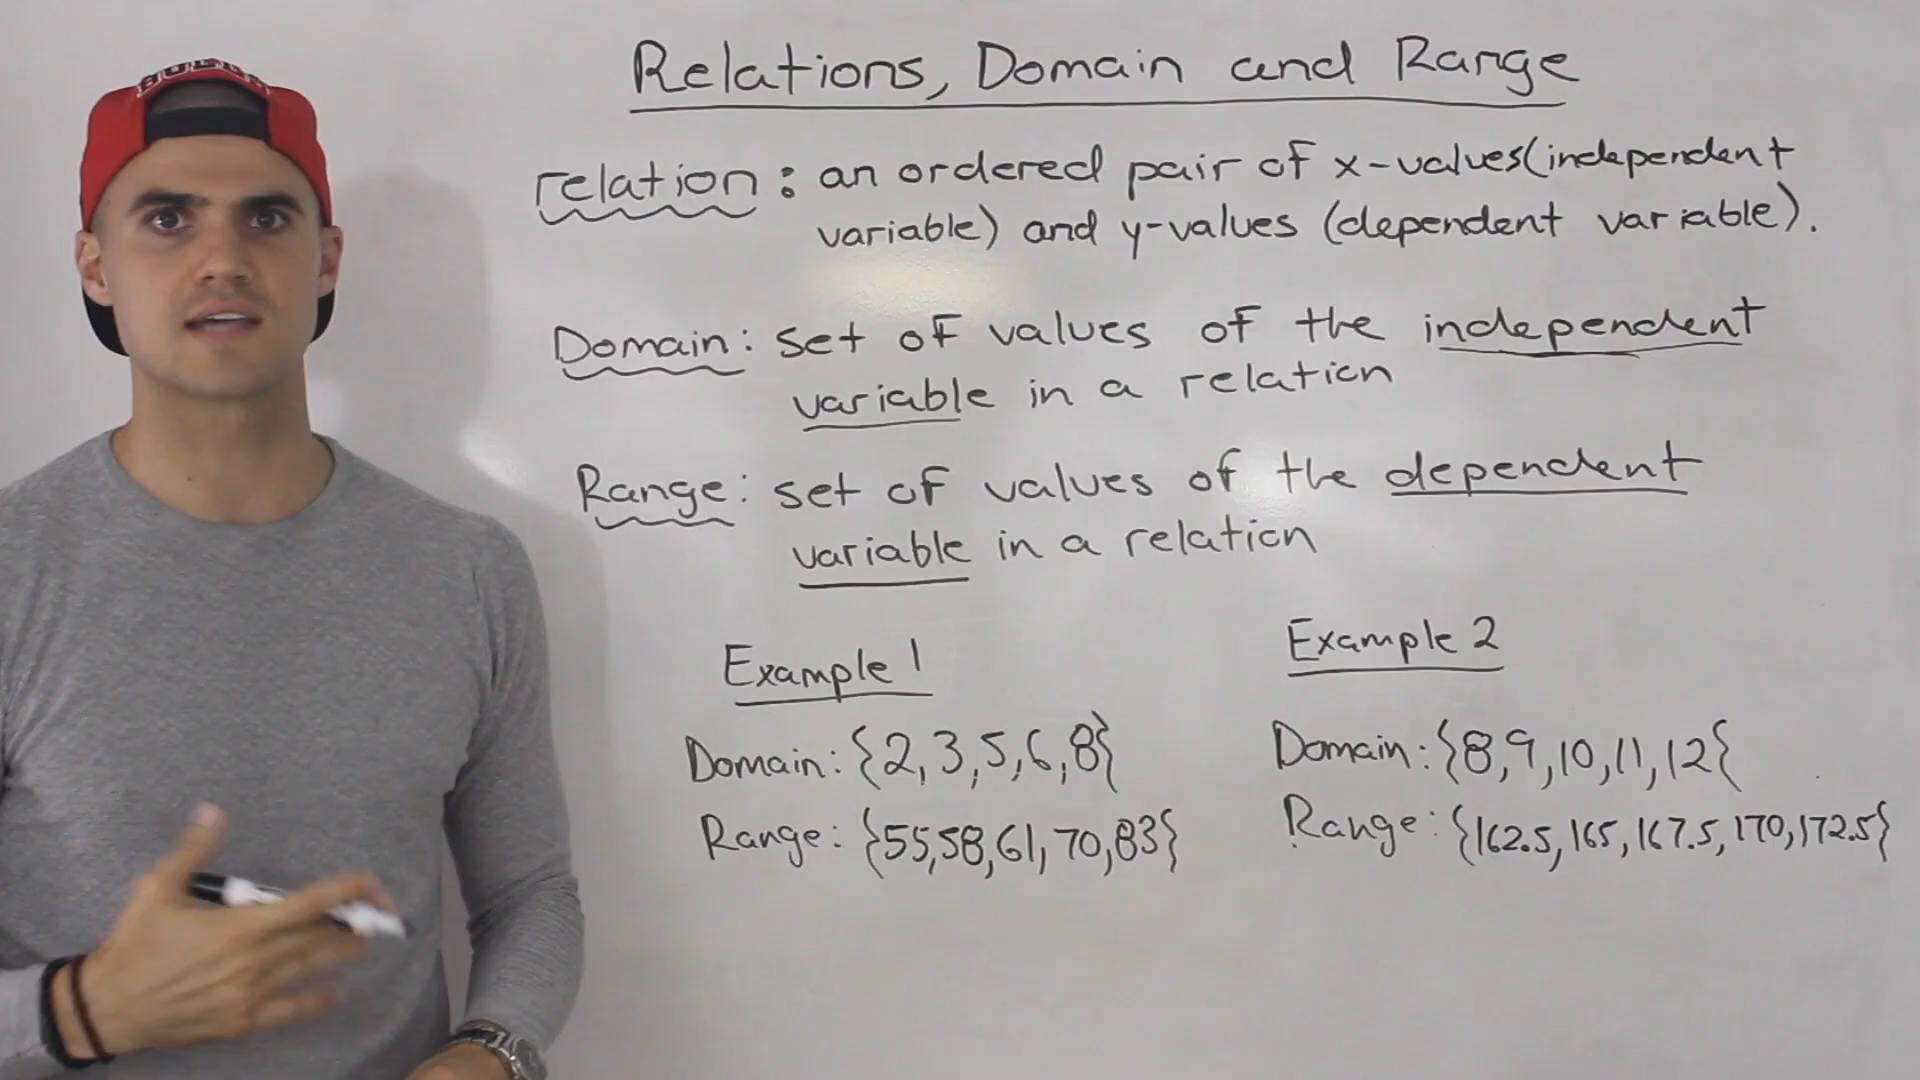 Relations, Domain and Range
relation: an ordered pair of x-values(independent
variable) and y-values (dependent variable).
Domain: set of values of the independent
variable in a relation
Range: set of values of the dependent
variable in a relation
Example 1
Domain: {2,3,5,6,8}
Range: {55,58,61,70,83}
Example 2
Domain: {8,9,10,11,12}
Range: {162.5,165,167.5,170,172.5}